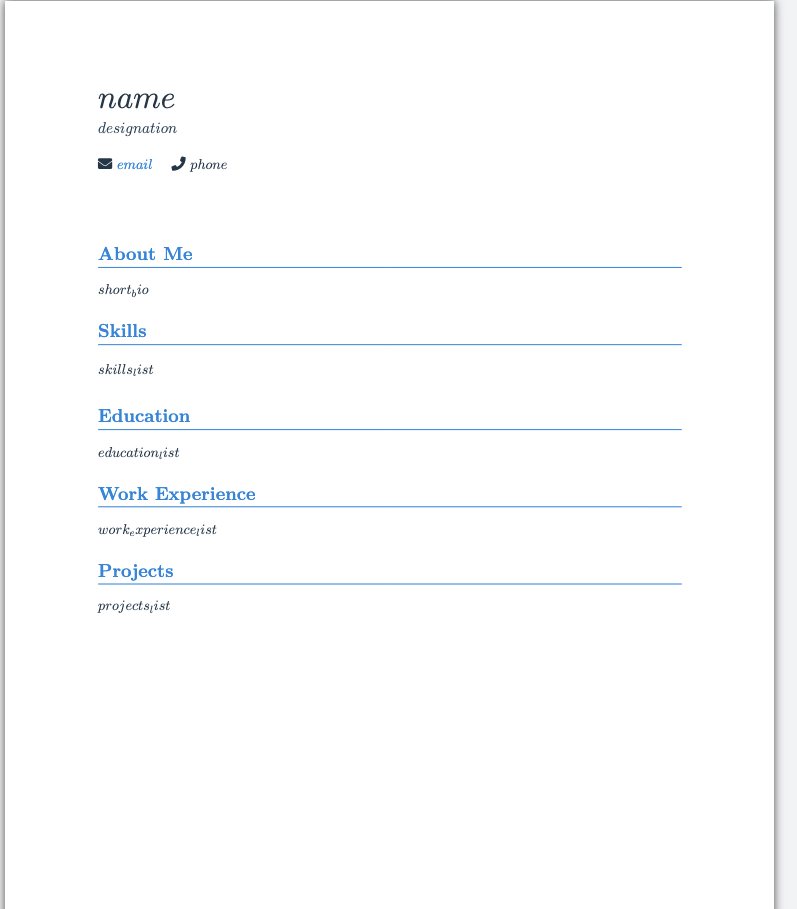 name
designation
email phone
About Me
short_bio
Skills
skills_list
Education
education_list
Work Experience
work_experience_list
Projects
projects_list